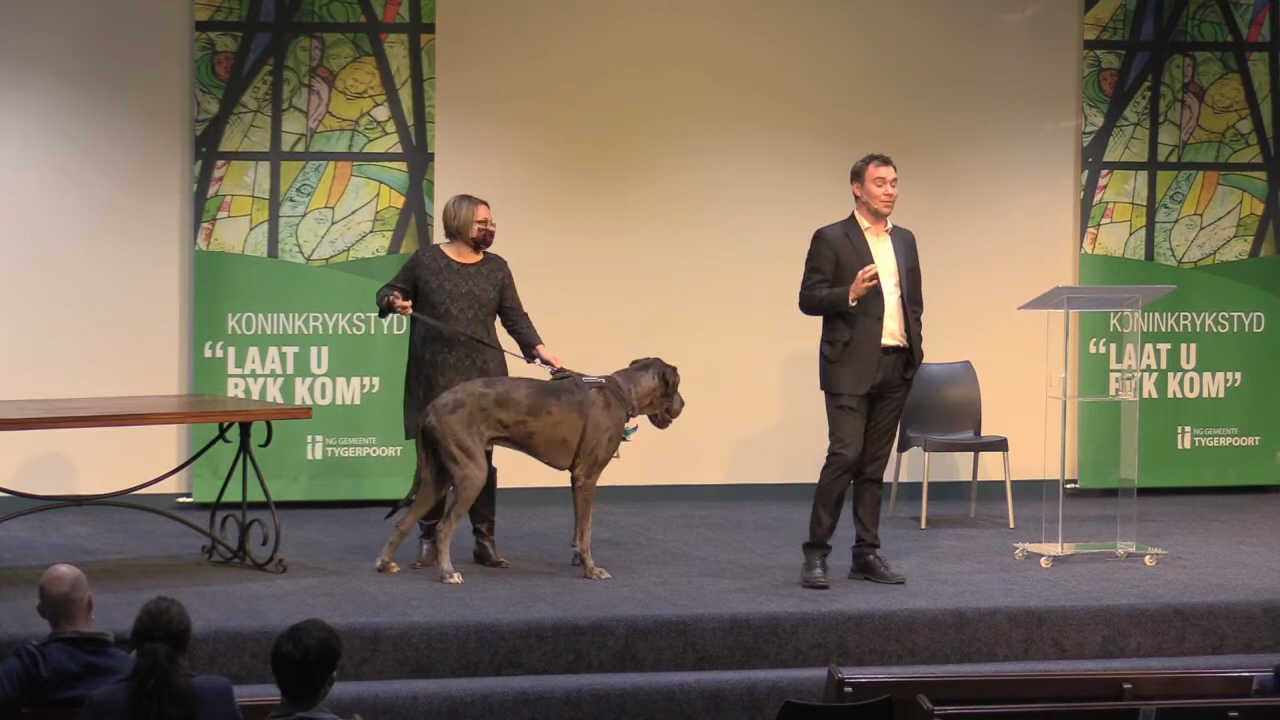 KONINKRYKSTYD
“LAAT U
RYK KOM”
NG GEMEENTE
TYGERPOORT
KONINKRYKSTYD
“LAAT U
RYK KOM”
NG GEMEENTE
TYGERPOORT